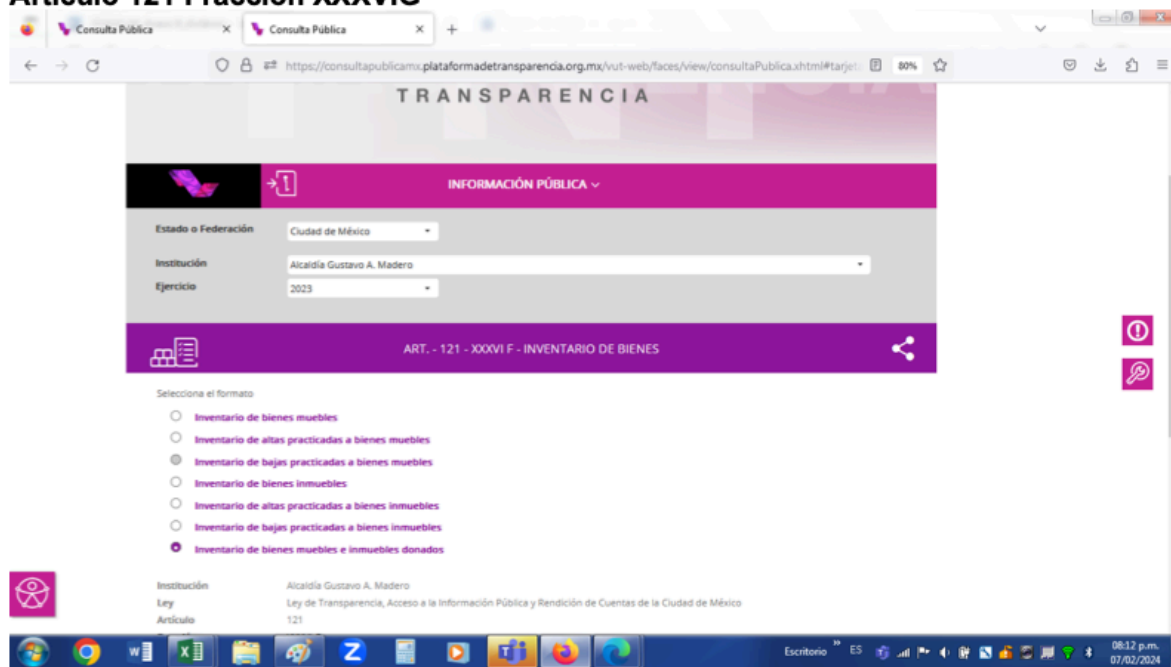 Artículo 121 Fracción XXXVIG
Consulta Pública
Consulta Pública
https://consultapublicamx.plataformadetransparencia.org.mx/vut-web/faces/view/consultaPublica.xhtml#tarjet
80%
TRANSPARENCIA
INFORMACIÓN PÚBLICA
Estado o Federación Ciudad de México
Institución Alcaldía Gustavo A. Madero
Ejercicio 2023
ART. - 121 - XXXVI F - INVENTARIO DE BIENES
Selecciona el formato
Inventario de bienes muebles
Inventario de altas practicadas a bienes muebles
Inventario de bajas practicadas a bienes muebles
Inventario de bienes inmuebles
Inventario de altas practicadas a bienes inmuebles
Inventario de bajas practicadas a bienes inmuebles
Inventario de bienes muebles e inmuebles donados
Institución Alcaldía Gustavo A. Madero
Ley Ley de Transparencia, Acceso a la Información Pública y Rendición de Cuentas de la Ciudad de México
Artículo 121
Escritorio » ES 08:12 p.m.
07/02/2024